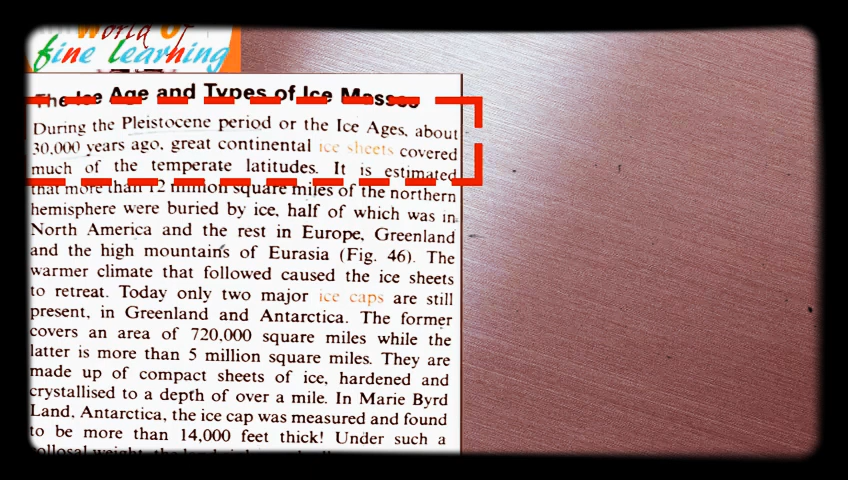 World Of
fine learning
The Ice Age and Types of Ice Masses
During the Pleistocene period or the Ice Ages, about
30,000 years ago, great continental ice sheets covered
much of the temperate latitudes. It is estimated
that more than 12 million square miles of the northern
hemisphere were buried by ice, half of which was in
North America and the rest in Europe, Greenland
and the high mountains of Eurasia (Fig. 46). The
warmer climate that followed caused the ice sheets
to retreat. Today only two major ice caps are still
present, in Greenland and Antarctica. The former
covers an area of 720,000 square miles while the
latter is more than 5 million square miles. They are
made up of compact sheets of ice, hardened and
crystallised to a depth of over a mile. In Marie Byrd
Land, Antarctica, the ice cap was measured and found
to be more than 14,000 feet thick! Under such a
collosal weight, the